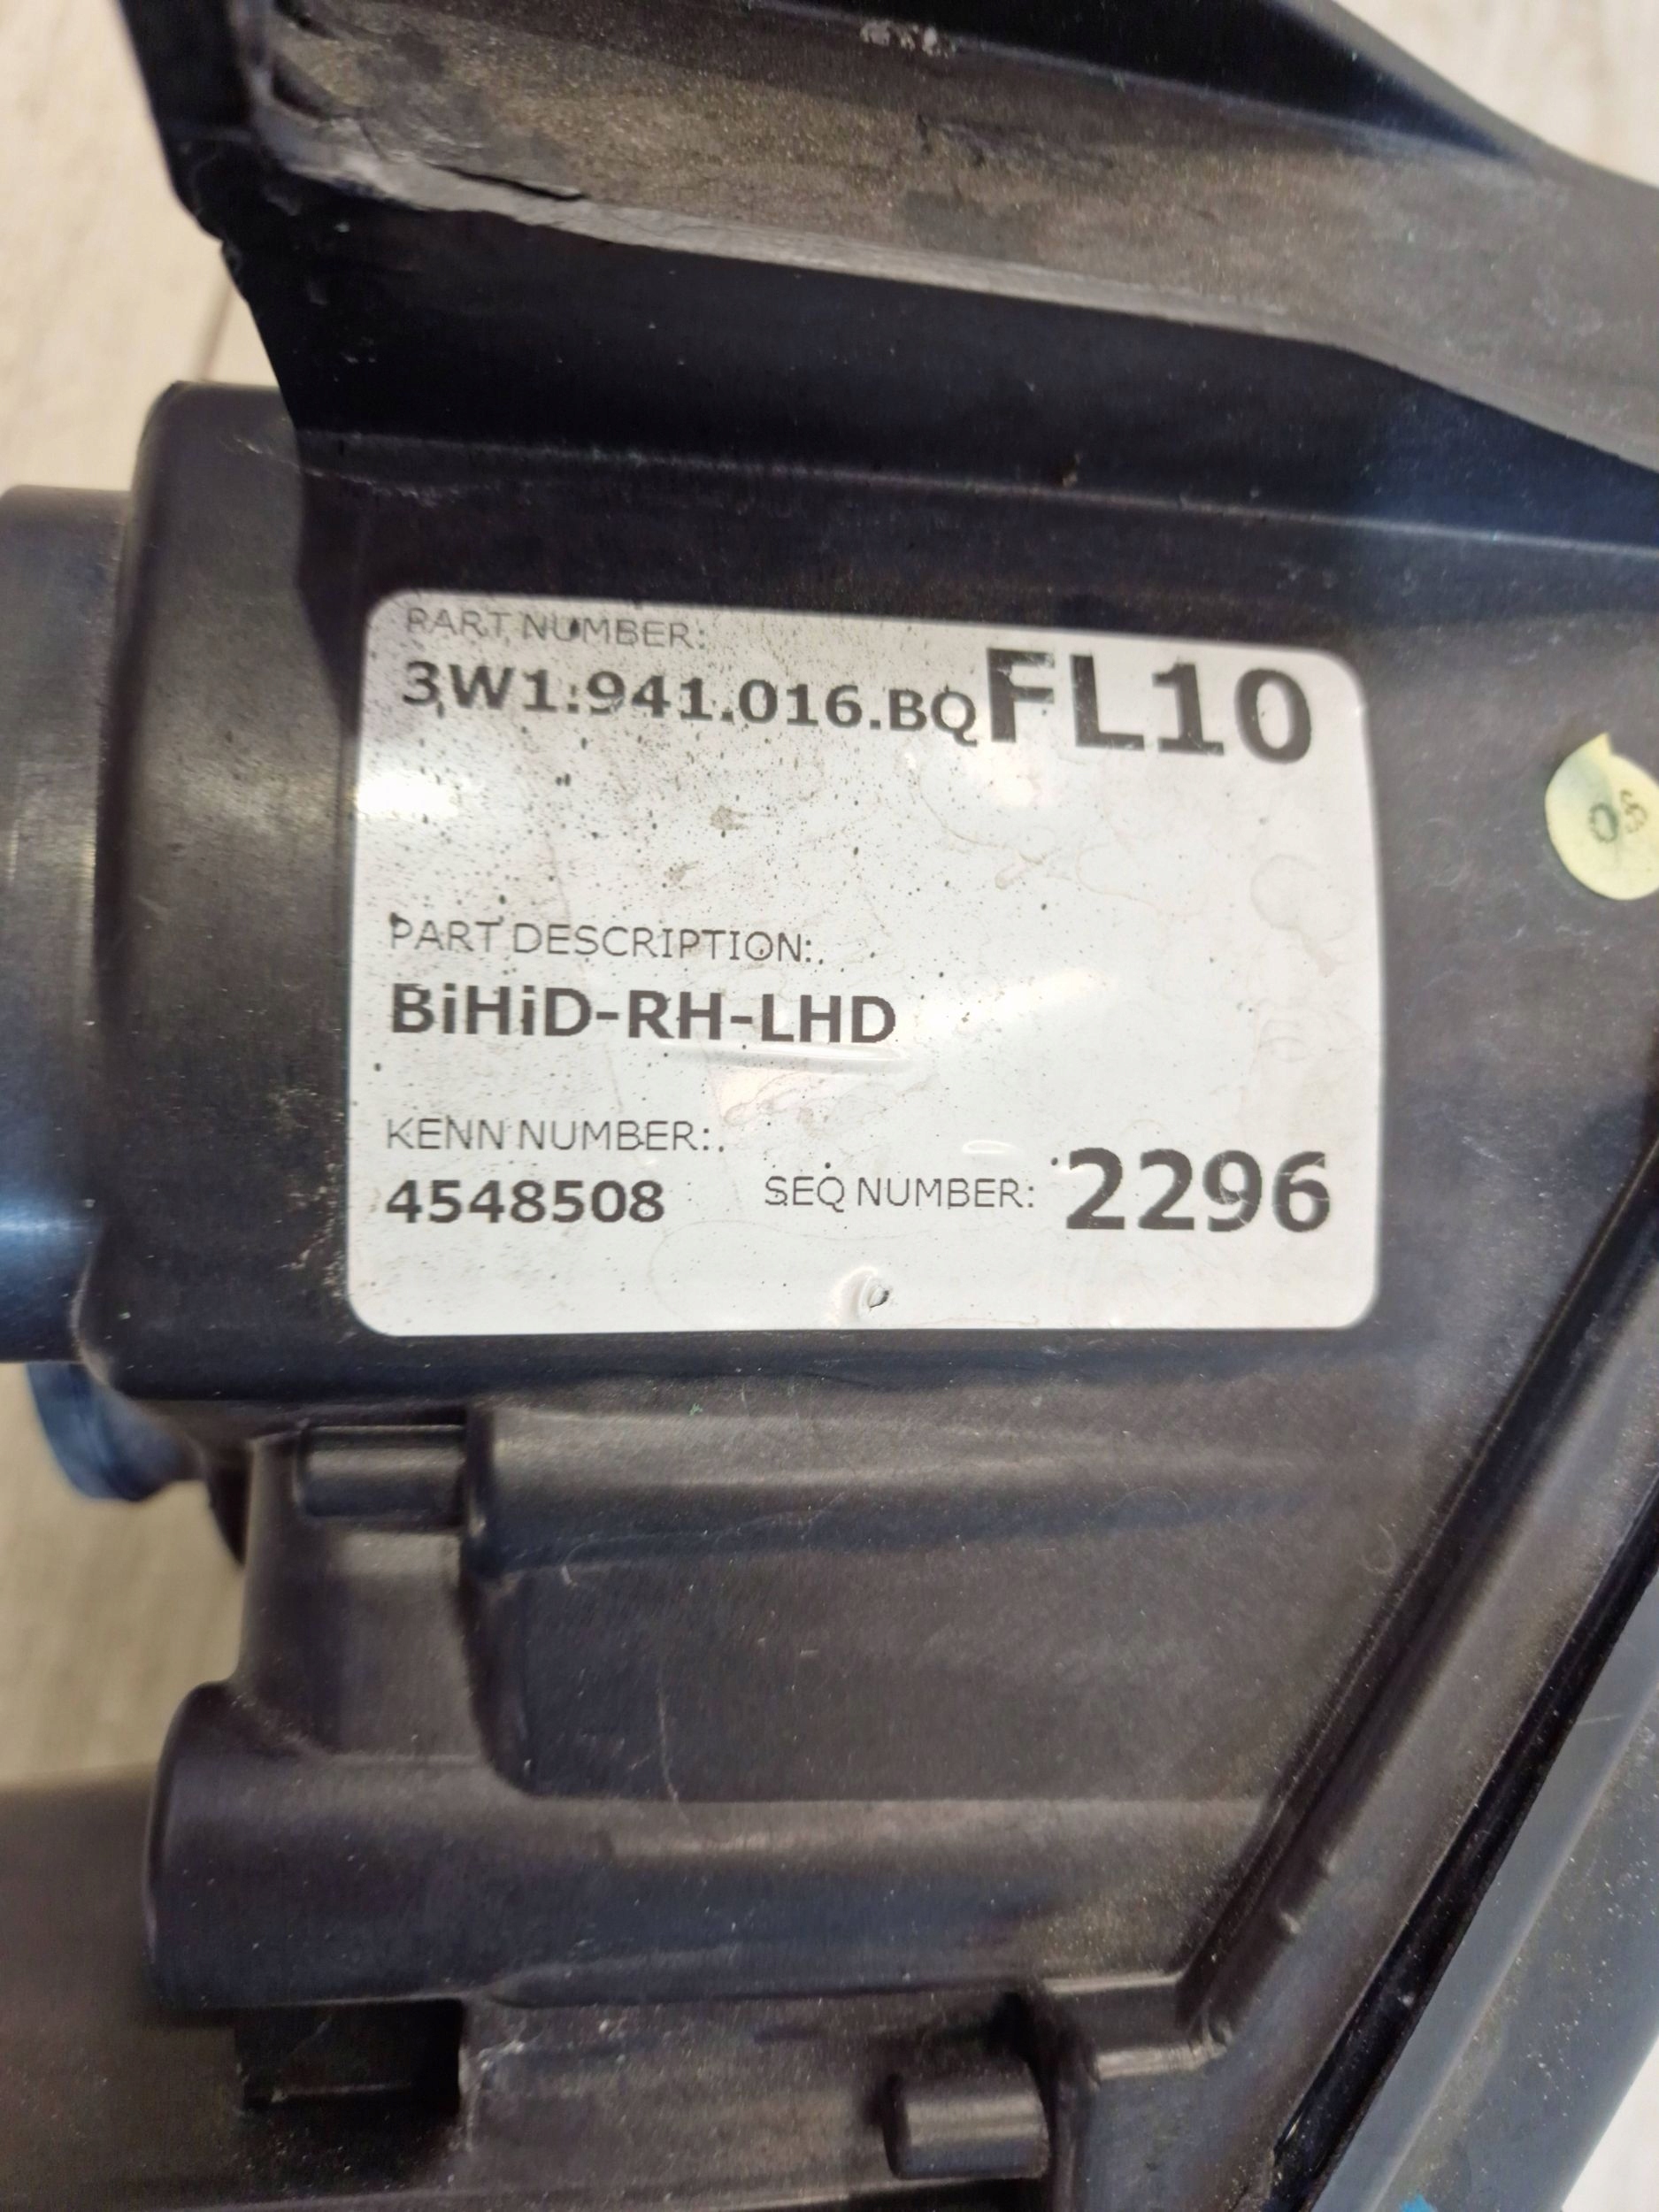 PART NUMBER:
3W1.941.016.BQ FL10
PART DESCRIPTION:
BiHiD-RH-LHD
KENN NUMBER:
4548508 SEQ NUMBER: 2296